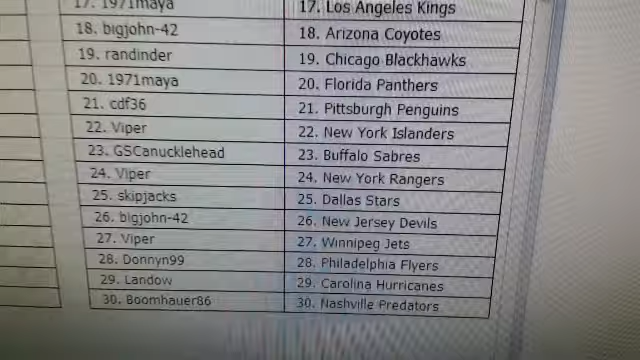 17. 1971maya 17. Los Angeles Kings
18. bigjohn-42 18. Arizona Coyotes
19. randinder 19. Chicago Blackhawks
20. 1971maya 20. Florida Panthers
21. cdf36 21. Pittsburgh Penguins
22. Viper 22. New York Islanders
23. GSCanucklehead 23. Buffalo Sabres
24. Viper 24. New York Rangers
25. skipjacks 25. Dallas Stars
26. bigjohn-42 26. New Jersey Devils
27. Viper 27. Winnipeg Jets
28. Donnyn99 28. Philadelphia Flyers
29. Landow 29. Carolina Hurricanes
30. Boomhauer86 30. Nashville Predators